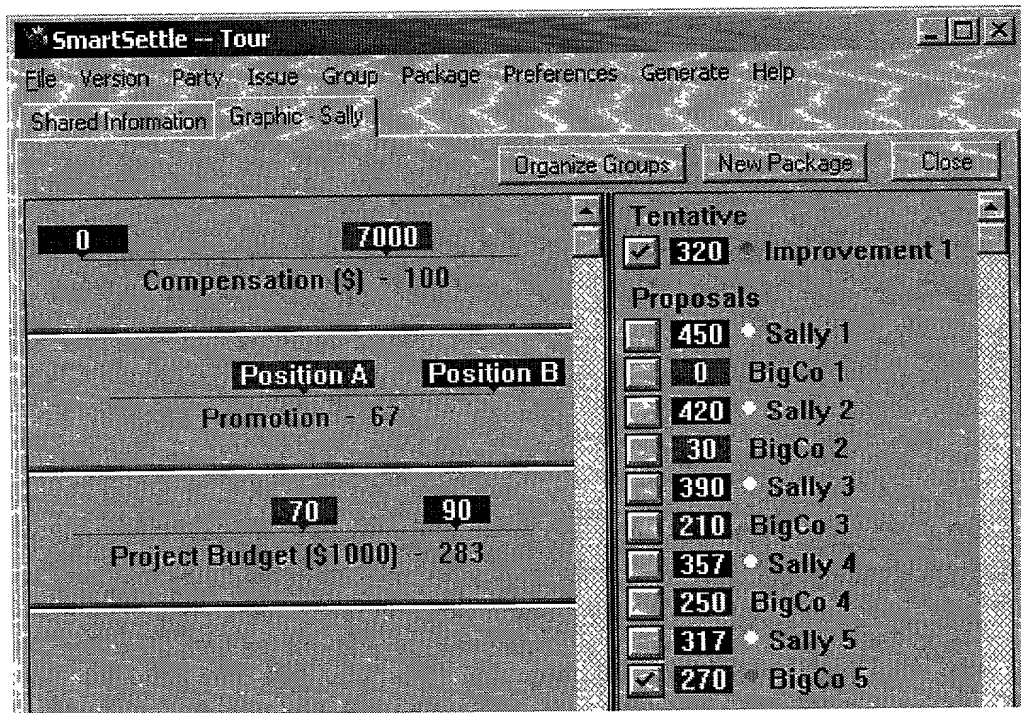 SmartSettle -- Tour
File Version Party Issue Group Package Preferences Generate Help
Shared Information Graphic - Sally
Organize Groups New Package Close
0 7000
Compensation ($) - 100
Position A Position B
Promotion - 67
70 90
Project Budget ($1000) - 283
Tentative
320 Improvement 1
Proposals
450 Sally 1
0 BigCo 1
420 Sally 2
30 BigCo 2
390 Sally 3
210 BigCo 3
357 Sally 4
250 BigCo 4
317 Sally 5
270 BigCo 5